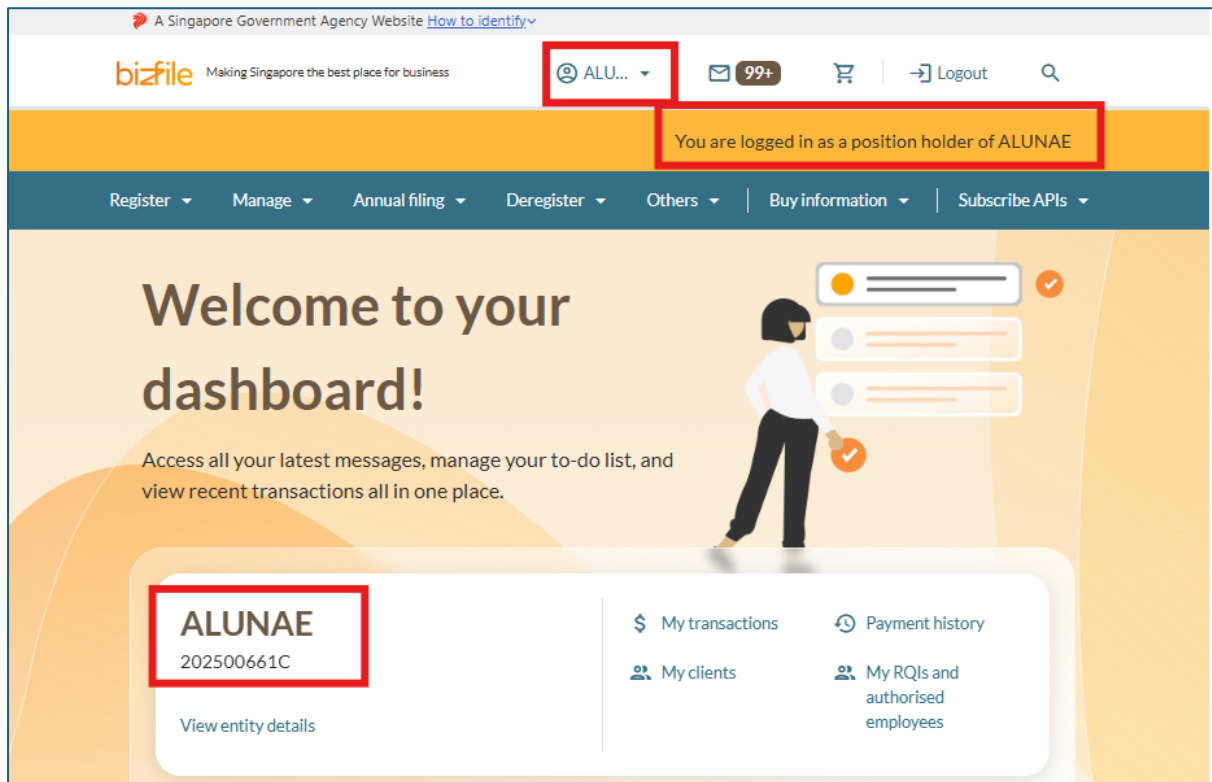 A Singapore Government Agency Website How to identify
bizfile Making Singapore the best place for business ALU... 99+ Logout
You are logged in as a position holder of ALUNAE
Register Manage Annual filing Deregister Others Buy information Subscribe APIs
Welcome to your
dashboard!
Access all your latest messages, manage your to-do list, and
view recent transactions all in one place.
ALUNAE
202500661C
View entity details
$ My transactions
Payment history
My clients
My RQIs and
authorised
employees